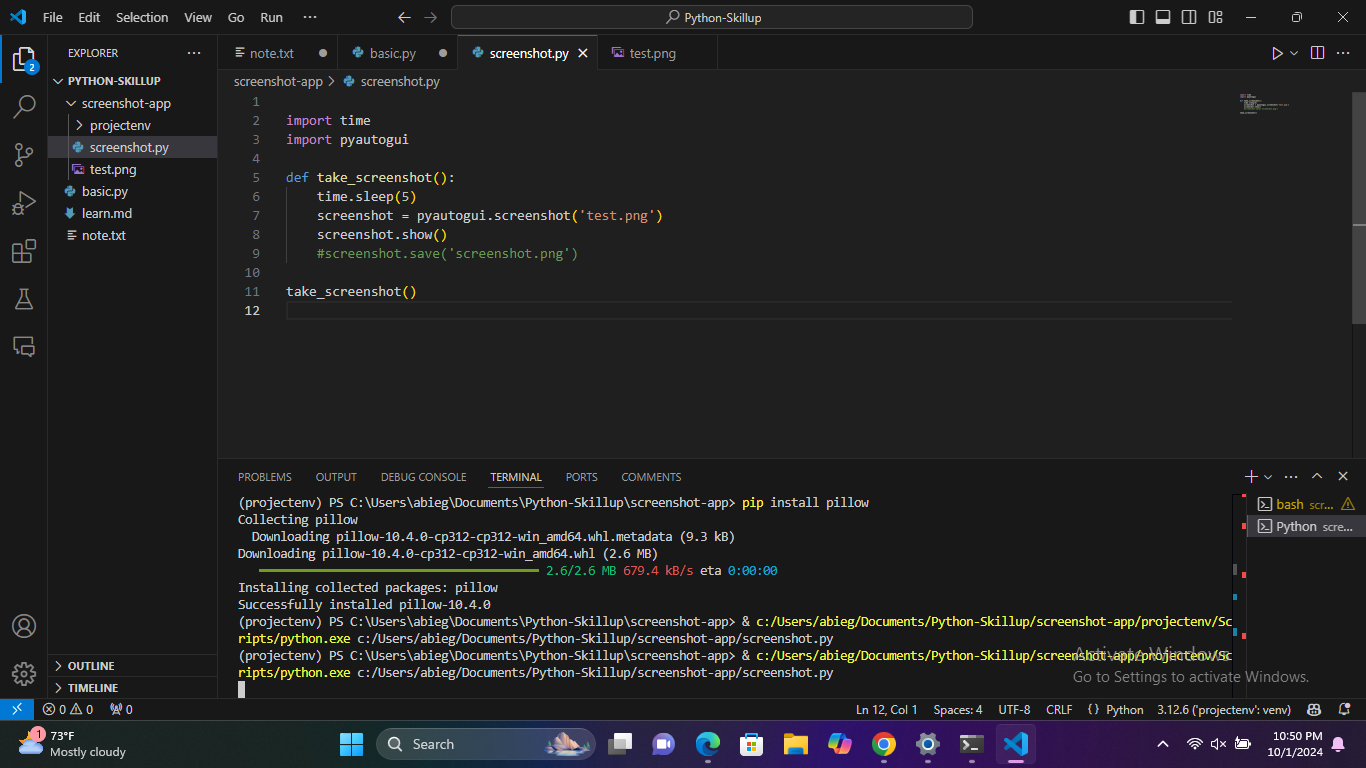 File Edit Selection View Go Run ··· Python-Skillup
EXPLORER ···
2
PYTHON-SKILLUP
screenshot-app
projectenv
screenshot.py
test.png
basic.py
learn.md
note.txt
OUTLINE
TIMELINE
note.txt basic.py screenshot.py test.png
screenshot-app > screenshot.py
1
2 import time
3 import pyautogui
4
5 def take_screenshot():
6 time.sleep(5)
7 screenshot = pyautogui.screenshot('test.png')
8 screenshot.show()
9 #screenshot.save('screenshot.png')
10
11 take_screenshot()
12
PROBLEMS OUTPUT DEBUG CONSOLE TERMINAL PORTS COMMENTS
(projectenv) PS C:\Users\abieg\Documents\Python-Skillup\screenshot-app> pip install pillow
Collecting pillow
Downloading pillow-10.4.0-cp312-cp312-win_amd64.whl.metadata (9.3 kB)
Downloading pillow-10.4.0-cp312-cp312-win_amd64.whl (2.6 MB)
2.6/2.6 MB 679.4 kB/s eta 0:00:00
Installing collected packages: pillow
Successfully installed pillow-10.4.0
(projectenv) PS C:\Users\abieg\Documents\Python-Skillup\screenshot-app> & c:/Users/abieg/Documents/Python-Skillup/screenshot-app/projectenv/Sc
ripts/python.exe c:/Users/abieg/Documents/Python-Skillup/screenshot-app/screenshot.py
(projectenv) PS C:\Users\abieg\Documents\Python-Skillup\screenshot-app> & c:/Users/abieg/Documents/Python-Skillup/screenshot-app/projectenv/Sc
ripts/python.exe c:/Users/abieg/Documents/Python-Skillup/screenshot-app/screenshot.py
bash scr...
Python scre...
Activate Windows
Go to Settings to activate Windows.
0 0 0 Ln 12, Col 1 Spaces: 4 UTF-8 CRLF {} Python 3.12.6 ('projectenv': venv)
1
73°F
Mostly cloudy
Search
10:50 PM
10/1/2024